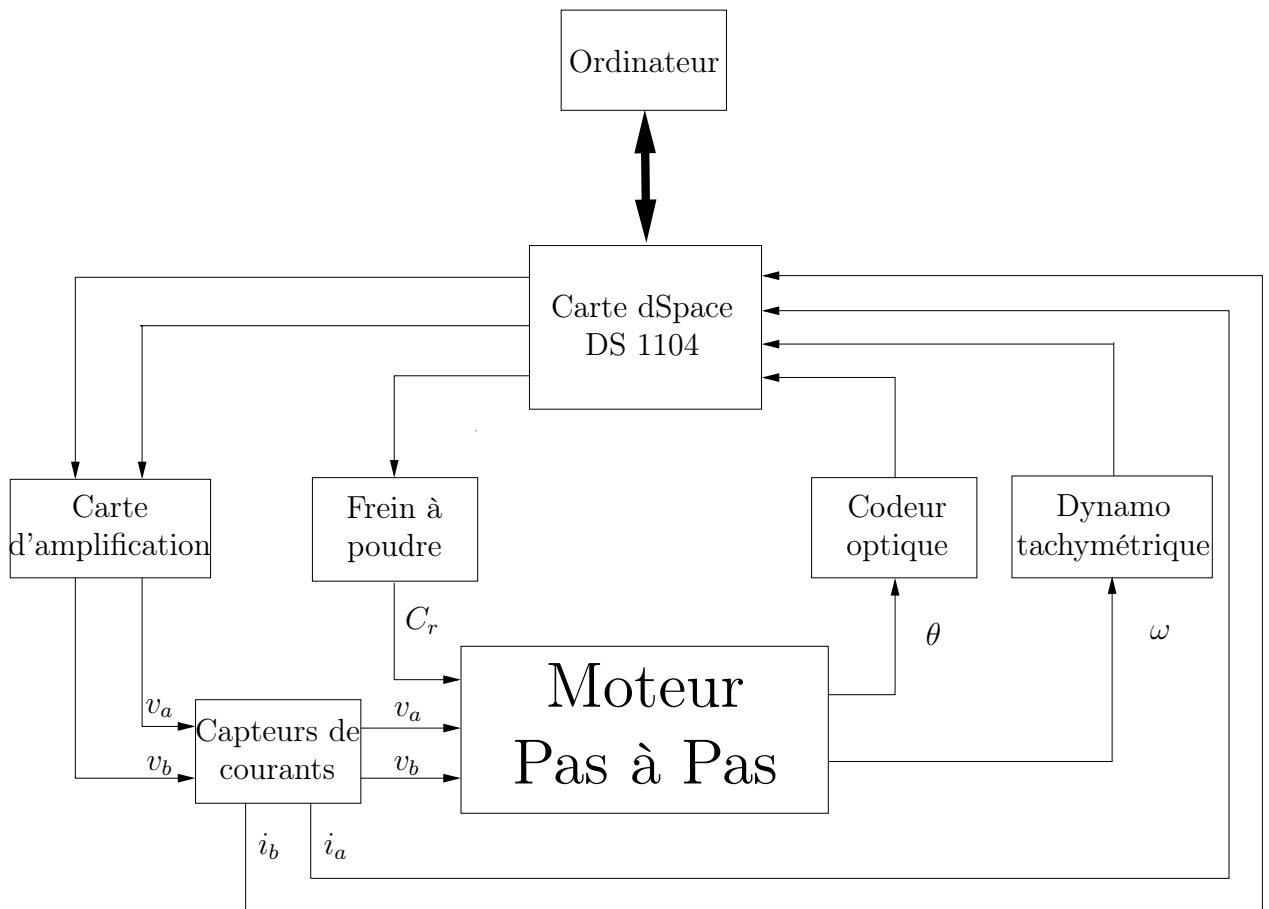 Ordinateur
Carte dSpace
DS 1104
Carte
d'amplification
Frein à
poudre
Codeur
optique
Dynamo
tachymétrique
C_r
θ
ω
Moteur
Pas à Pas
v_a
v_b
Capteurs de
courants
v_a
v_b
i_b
i_a